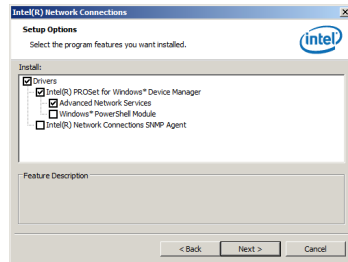 Intel(R) Network Connections
Setup Options
Select the program features you want installed.
intel
Install:
Drivers
Intel(R) PROSet for Windows* Device Manager
Advanced Network Services
Windows* PowerShell Module
Intel(R) Network Connections SNMP Agent
Feature Description
< Back
Next >
Cancel